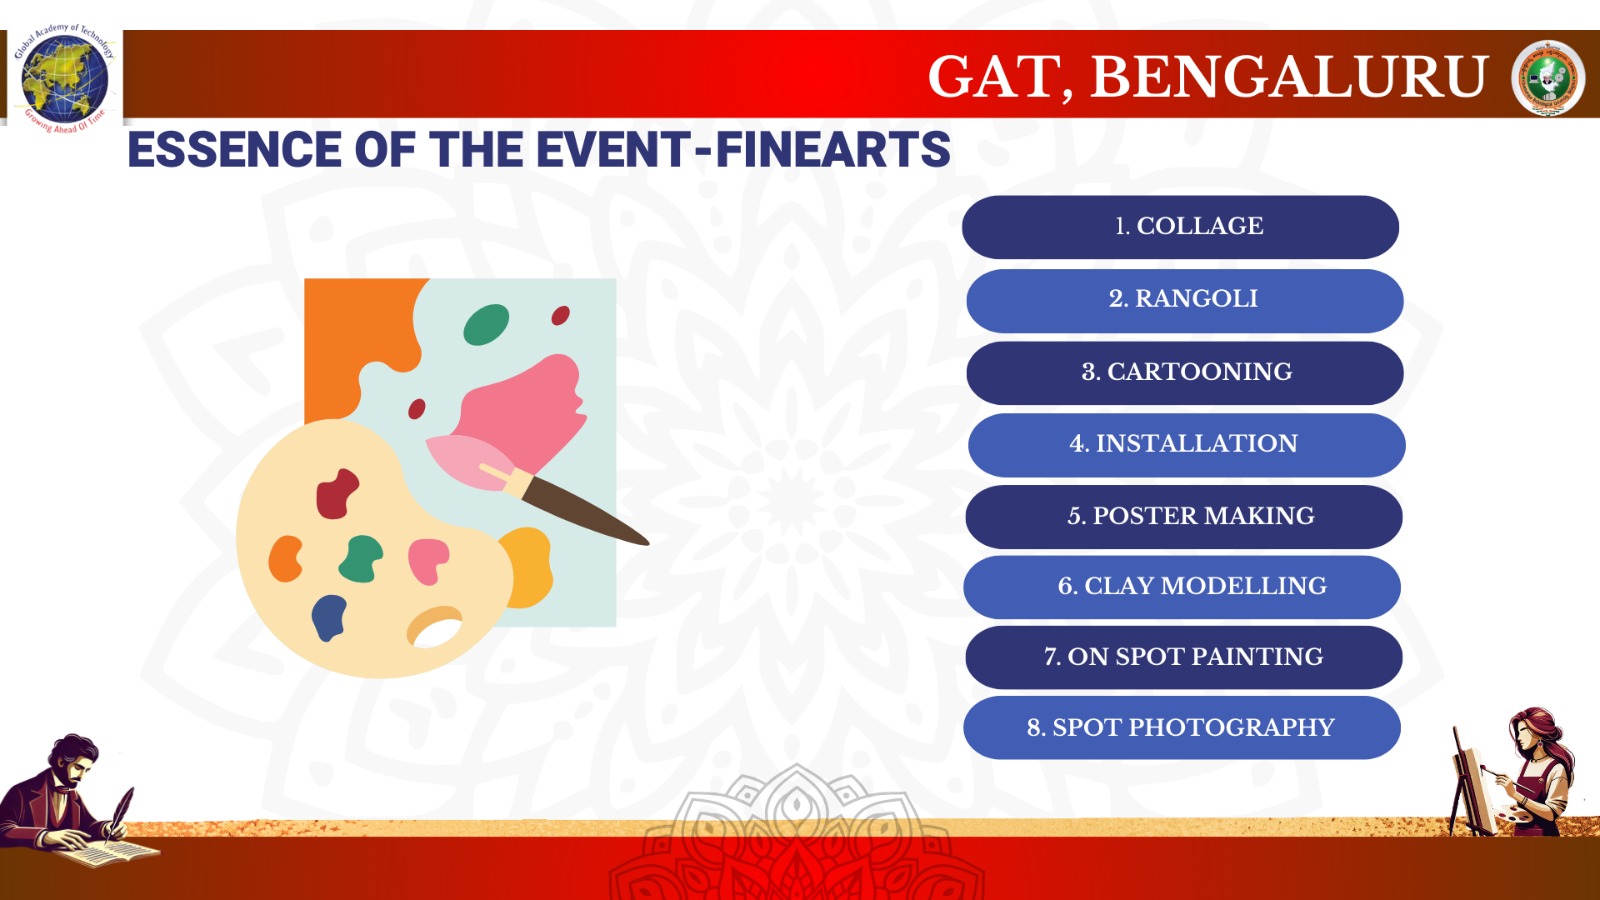 Global Academy of Technology
Growing Ahead Of Time
GAT, BENGALURU
ESSENCE OF THE EVENT-FINEARTS
1. COLLAGE
2. RANGOLI
3. CARTOONING
4. INSTALLATION
5. POSTER MAKING
6. CLAY MODELLING
7. ON SPOT PAINTING
8. SPOT PHOTOGRAPHY